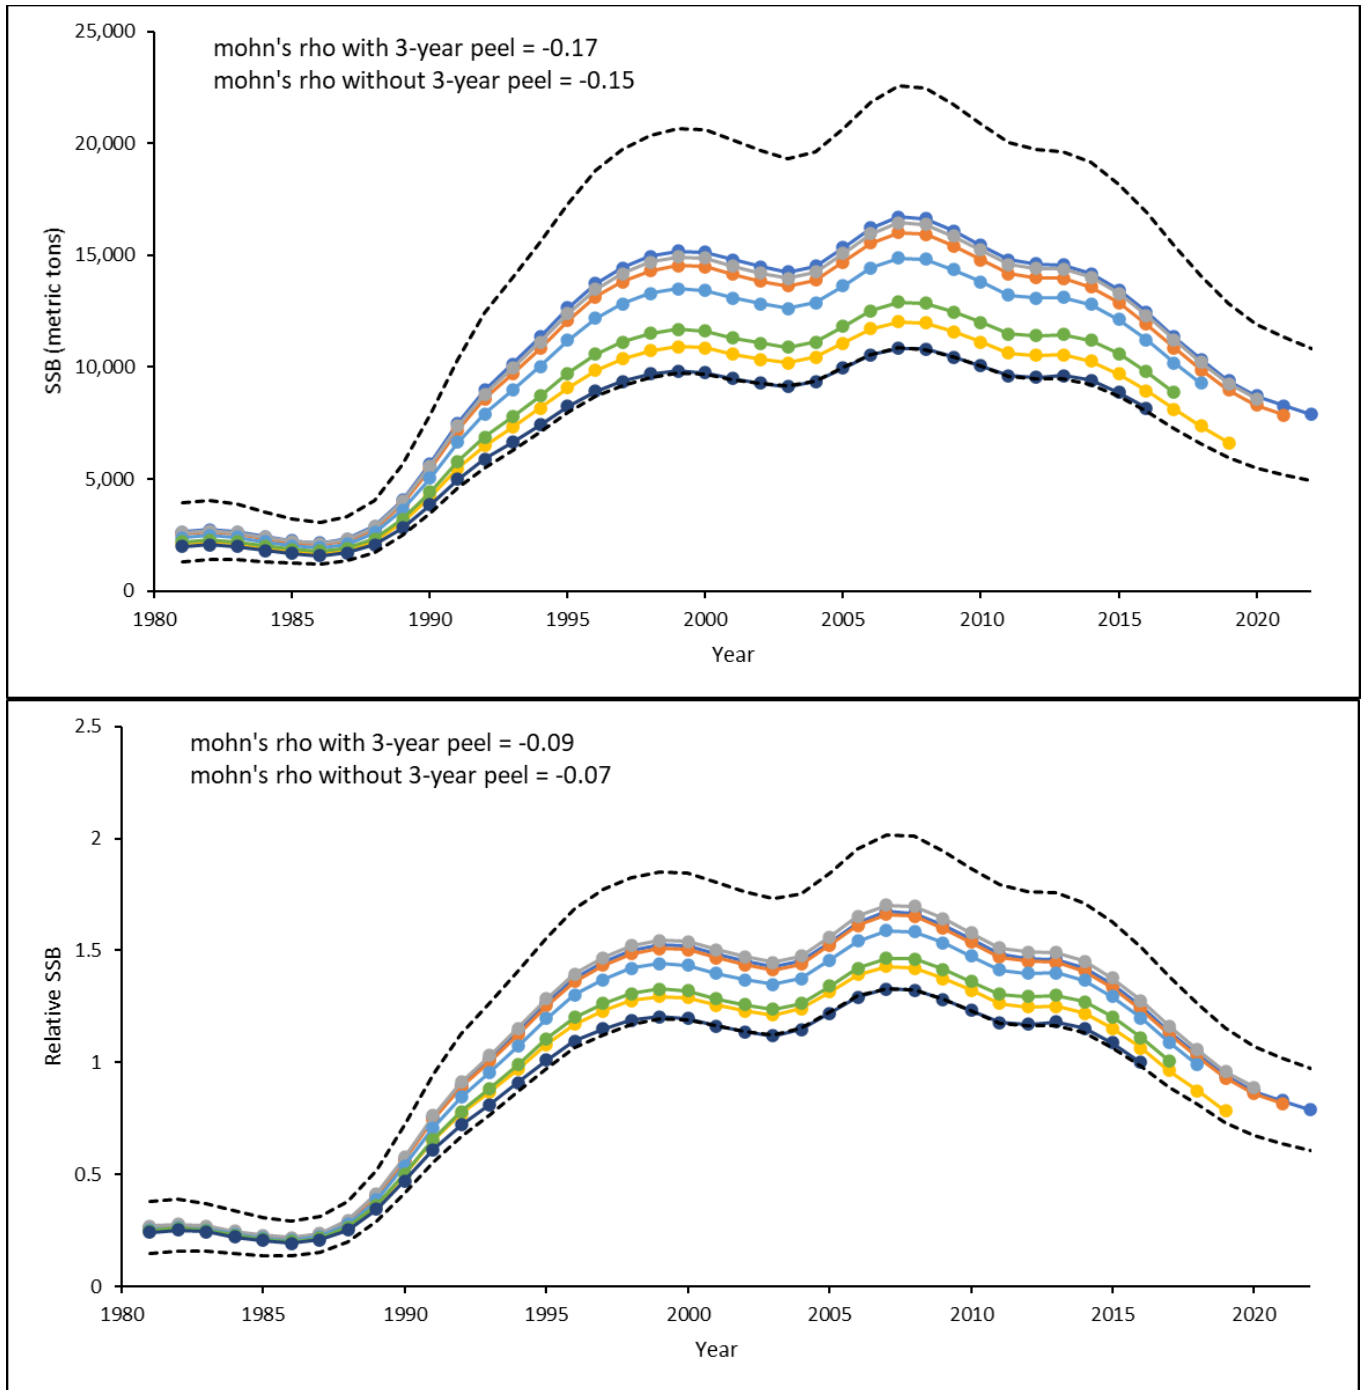 25,000
mohn's rho with 3-year peel = -0.17
mohn's rho without 3-year peel = -0.15
20,000
15,000
SSB (metric tons)
10,000
5,000
0
1980 1985 1990 1995 2000 2005 2010 2015 2020
Year
2.5
mohn's rho with 3-year peel = -0.09
mohn's rho without 3-year peel = -0.07
2
1.5
Relative SSB
1
0.5
0
1980 1985 1990 1995 2000 2005 2010 2015 2020
Year